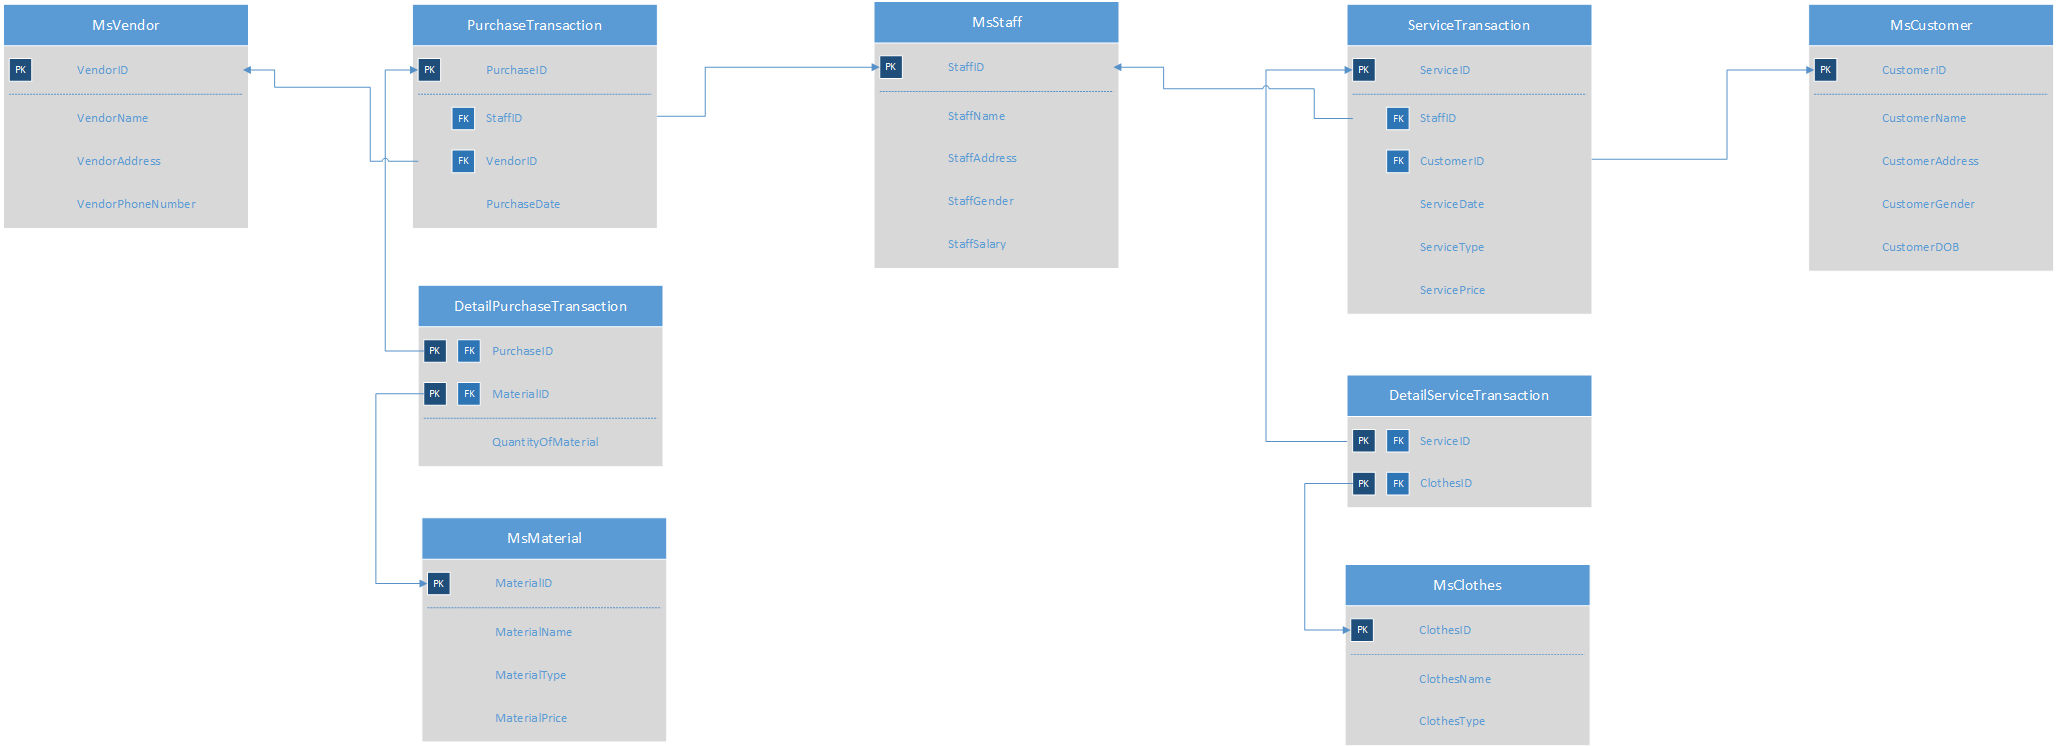 MsVendor
PK VendorID
VendorName
VendorAddress
VendorPhoneNumber
PurchaseTransaction
PK PurchaseID
FK StaffID
FK VendorID
PurchaseDate
DetailPurchaseTransaction
PK FK PurchaseID
PK FK MaterialID
QuantityOfMaterial
MsMaterial
PK MaterialID
MaterialName
MaterialType
MaterialPrice
MsStaff
PK StaffID
StaffName
StaffAddress
StaffGender
StaffSalary
ServiceTransaction
PK ServiceID
FK StaffID
FK CustomerID
ServiceDate
ServiceType
ServicePrice
DetailServiceTransaction
PK FK ServiceID
PK FK ClothesID
MsClothes
PK ClothesID
ClothesName
ClothesType
MsCustomer
PK CustomerID
CustomerName
CustomerAddress
CustomerGender
CustomerDOB